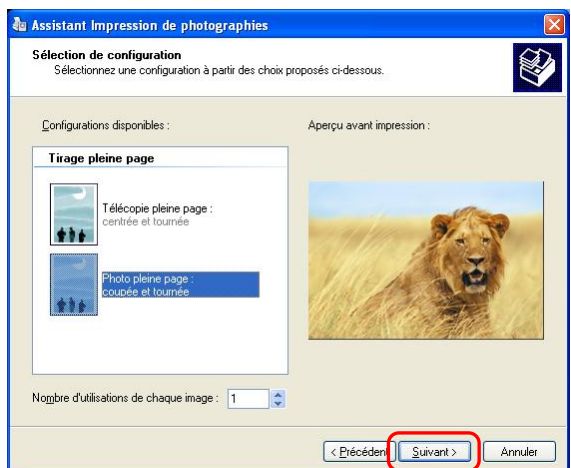 Assistant Impression de photographies
Sélection de configuration
Sélectionnez une configuration à partir des choix proposés ci-dessous.
Configurations disponibles :
Aperçu avant impression :
Tirage pleine page
Télécopie pleine page :
centrée et tournée
Photo pleine page :
coupée et tournée
Nombre d'utilisations de chaque image : 1
< Précédent
Suivant >
Annuler